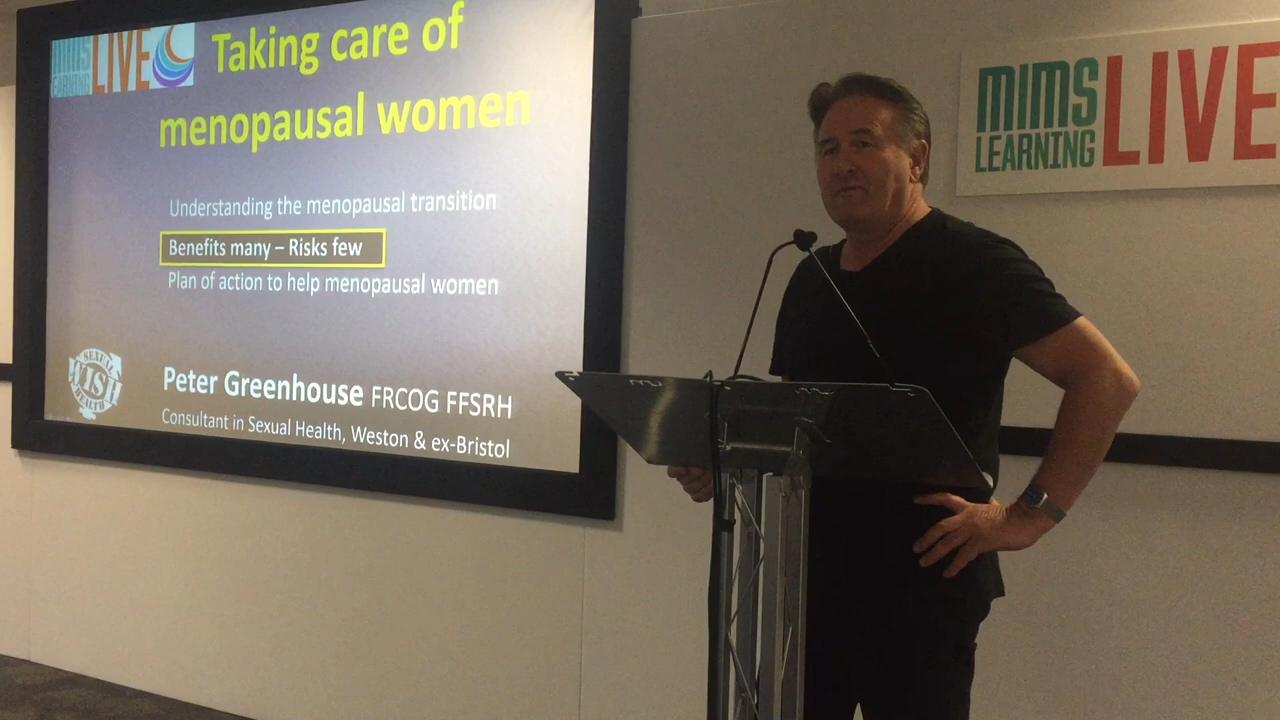 MIMS
LEARNING
LIVE
Taking care of
menopausal women
Understanding the menopausal transition
Benefits many – Risks few
Plan of action to help menopausal women
SEXUAL
WISH
HEALTH
Peter Greenhouse FRCOG FFSRH
Consultant in Sexual Health, Weston & ex-Bristol
MIMS
LEARNING
LIVE